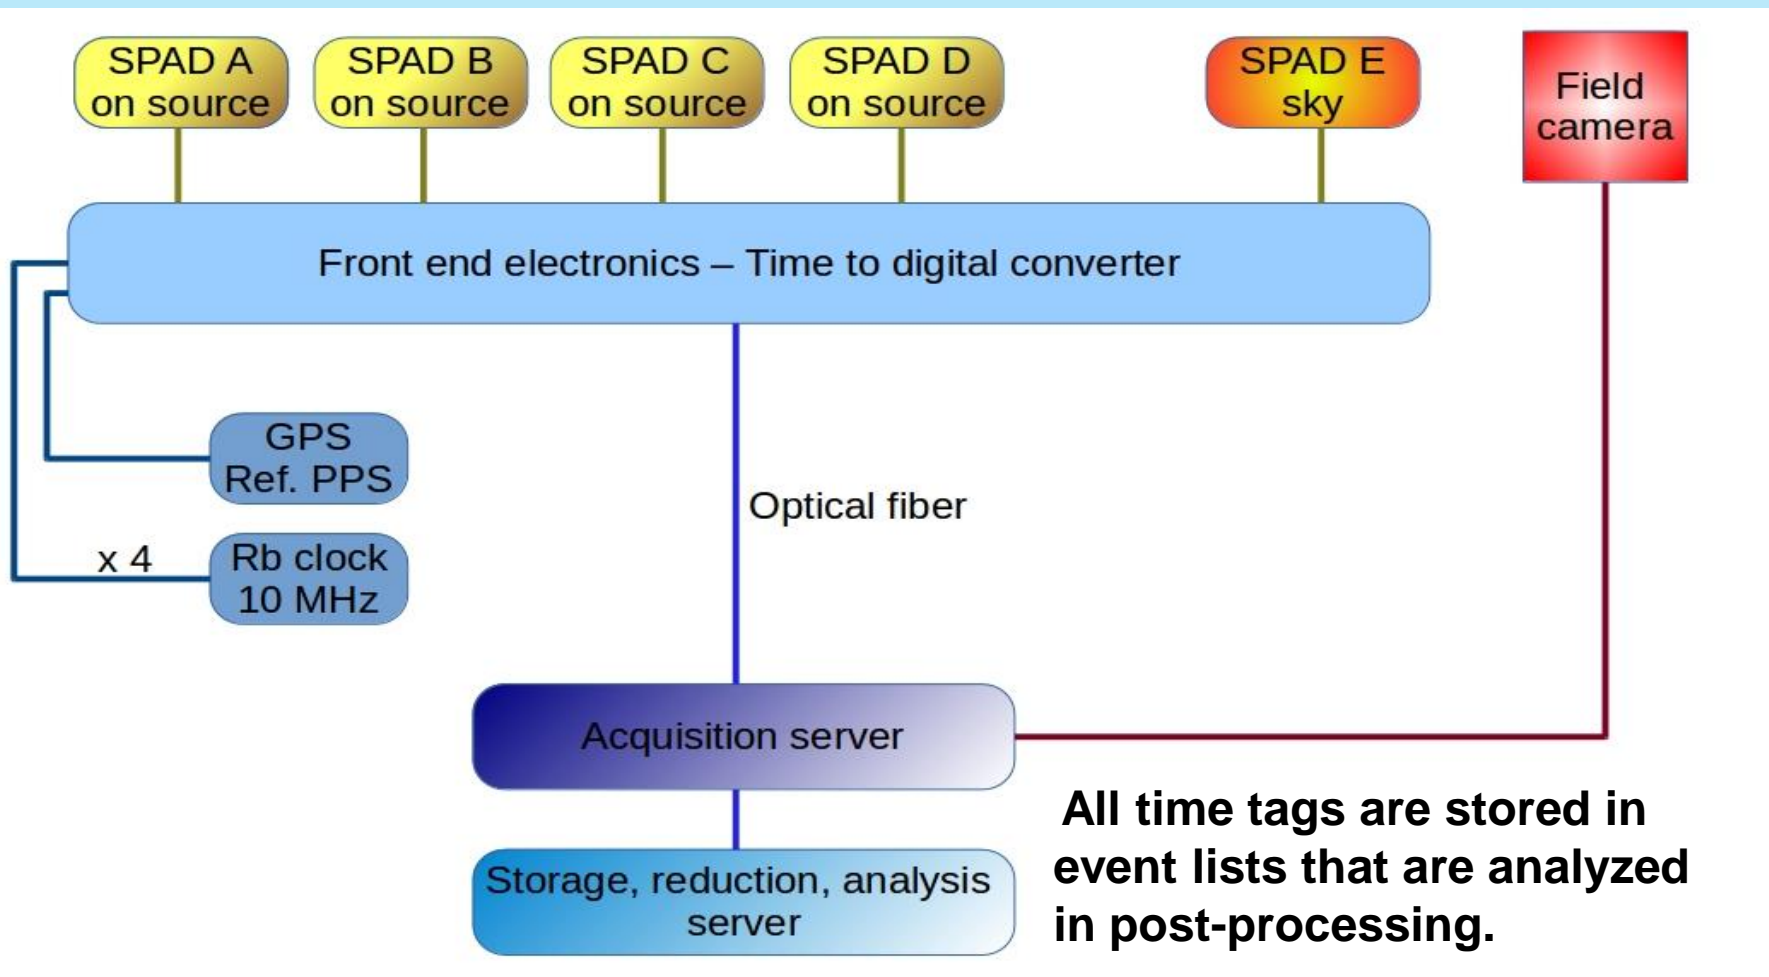 SPAD A
on source
SPAD B
on source
SPAD C
on source
SPAD D
on source
SPAD E
sky
Field
camera
Front end electronics – Time to digital converter
GPS
Ref. PPS
x 4
Rb clock
10 MHz
Optical fiber
Acquisition server
Storage, reduction, analysis
server
All time tags are stored in
event lists that are analyzed
in post-processing.